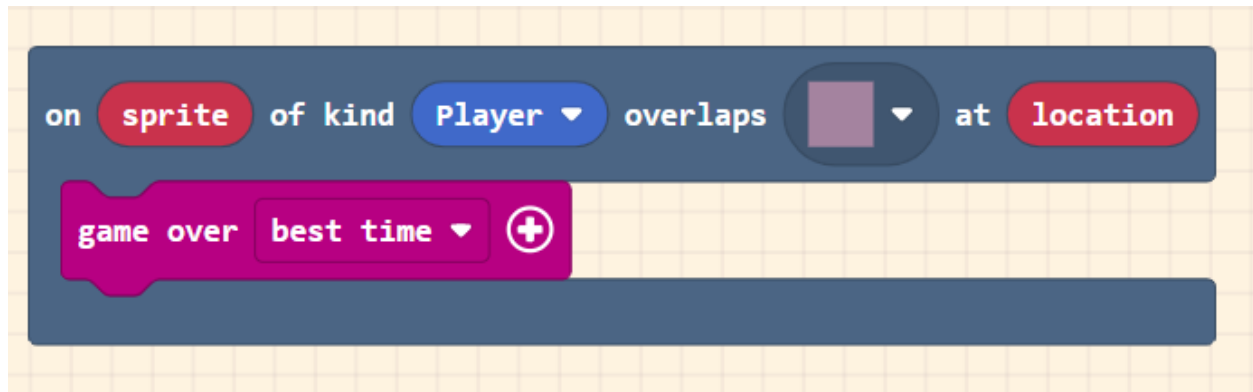 on sprite of kind Player overlaps at location
game over best time